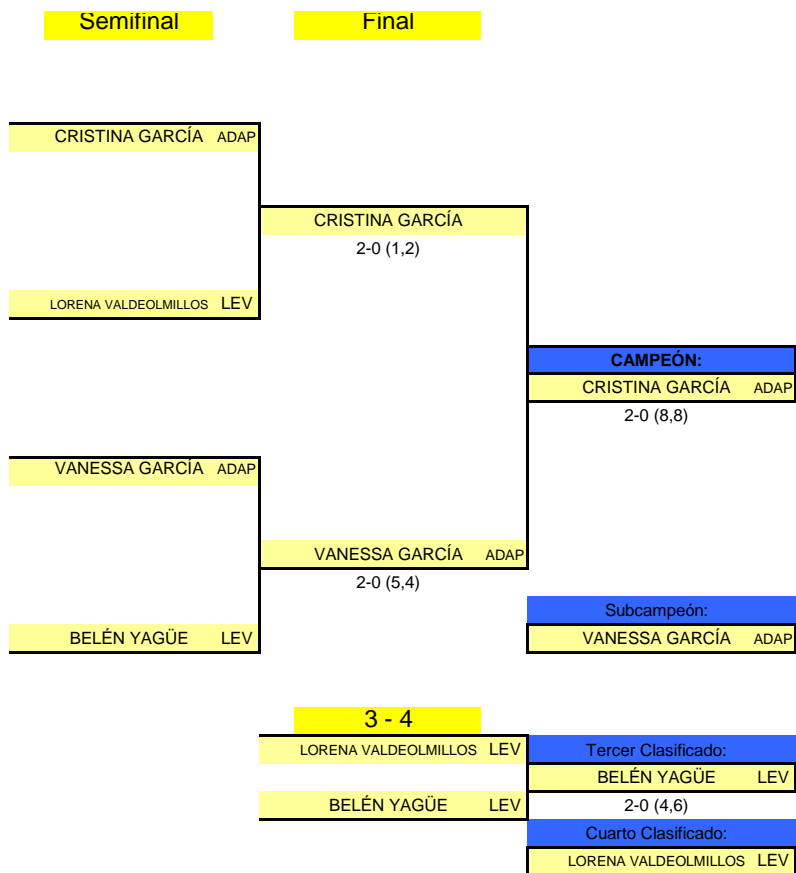 Semifinal Final
CRISTINA GARCÍA ADAP
CRISTINA GARCÍA
2-0 (1,2)
LORENA VALDEOLMILLOS LEV
CAMPEÓN:
CRISTINA GARCÍA ADAP
2-0 (8,8)
VANESSA GARCÍA ADAP
VANESSA GARCÍA ADAP
2-0 (5,4)
Subcampeón:
BELÉN YAGÜE LEV
VANESSA GARCÍA ADAP
3 - 4
LORENA VALDEOLMILLOS LEV
Tercer Clasificado:
BELÉN YAGÜE LEV
BELÉN YAGÜE LEV
2-0 (4,6)
Cuarto Clasificado:
LORENA VALDEOLMILLOS LEV